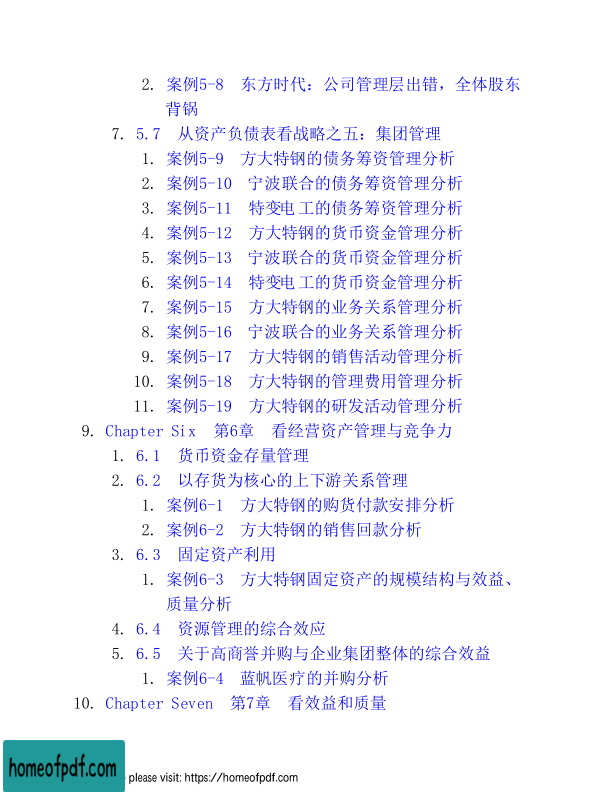 2. 案例5-8 东方时代：公司管理层出错，全体股东
背锅
7. 5.7 从资产负债表看战略之五：集团管理
1. 案例5-9 方大特钢的债务筹资管理分析
2. 案例5-10 宁波联合的债务筹资管理分析
3. 案例5-11 特变电工的债务筹资管理分析
4. 案例5-12 方大特钢的货币资金管理分析
5. 案例5-13 宁波联合的货币资金管理分析
6. 案例5-14 特变电工的货币资金管理分析
7. 案例5-15 方大特钢的业务关系管理分析
8. 案例5-16 宁波联合的业务关系管理分析
9. 案例5-17 方大特钢的销售活动管理分析
10. 案例5-18 方大特钢的管理费用管理分析
11. 案例5-19 方大特钢的研发活动管理分析
9. Chapter Six 第6章 看经营资产管理与竞争力
1. 6.1 货币资金存量管理
2. 6.2 以存货为核心的上下游关系管理
1. 案例6-1 方大特钢的购货付款安排分析
2. 案例6-2 方大特钢的销售回款分析
3. 6.3 固定资产利用
1. 案例6-3 方大特钢固定资产的规模结构与效益、
质量分析
4. 6.4 资源管理的综合效应
5. 6.5 关于高商誉并购与企业集团整体的综合效益
1. 案例6-4 蓝帆医疗的并购分析
10. Chapter Seven 第7章 看效益和质量
homeofpdf.com
please visit: https://homeofpdf.com